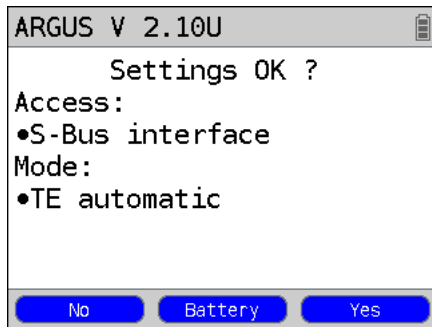 ARGUS V 2.10U
Settings OK ?
Access:
•S-Bus interface
Mode:
•TE automatic
No Battery Yes